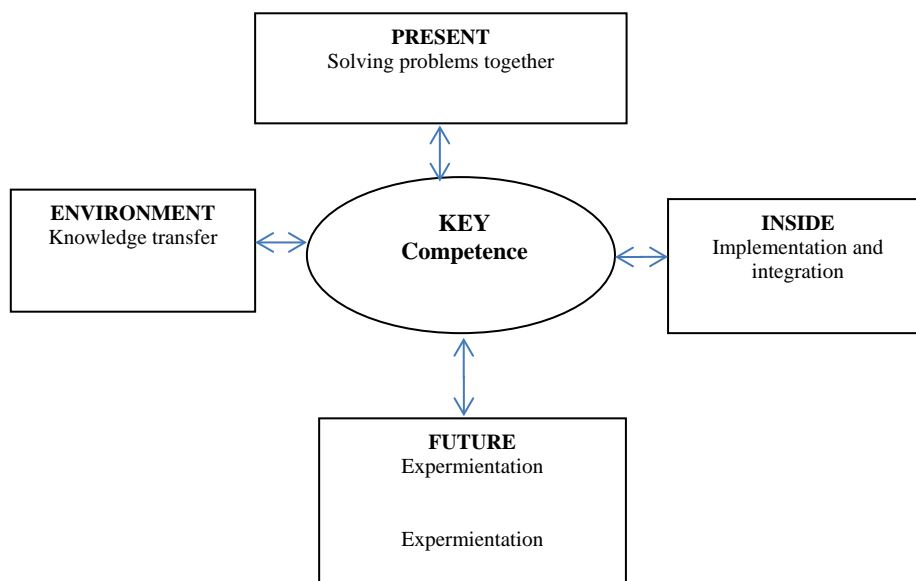 PRESENT
Solving problems together
ENVIRONMENT
Knowledge transfer
KEY
Competence
INSIDE
Implementation and
integration
FUTURE
Expermientation
Expermientation